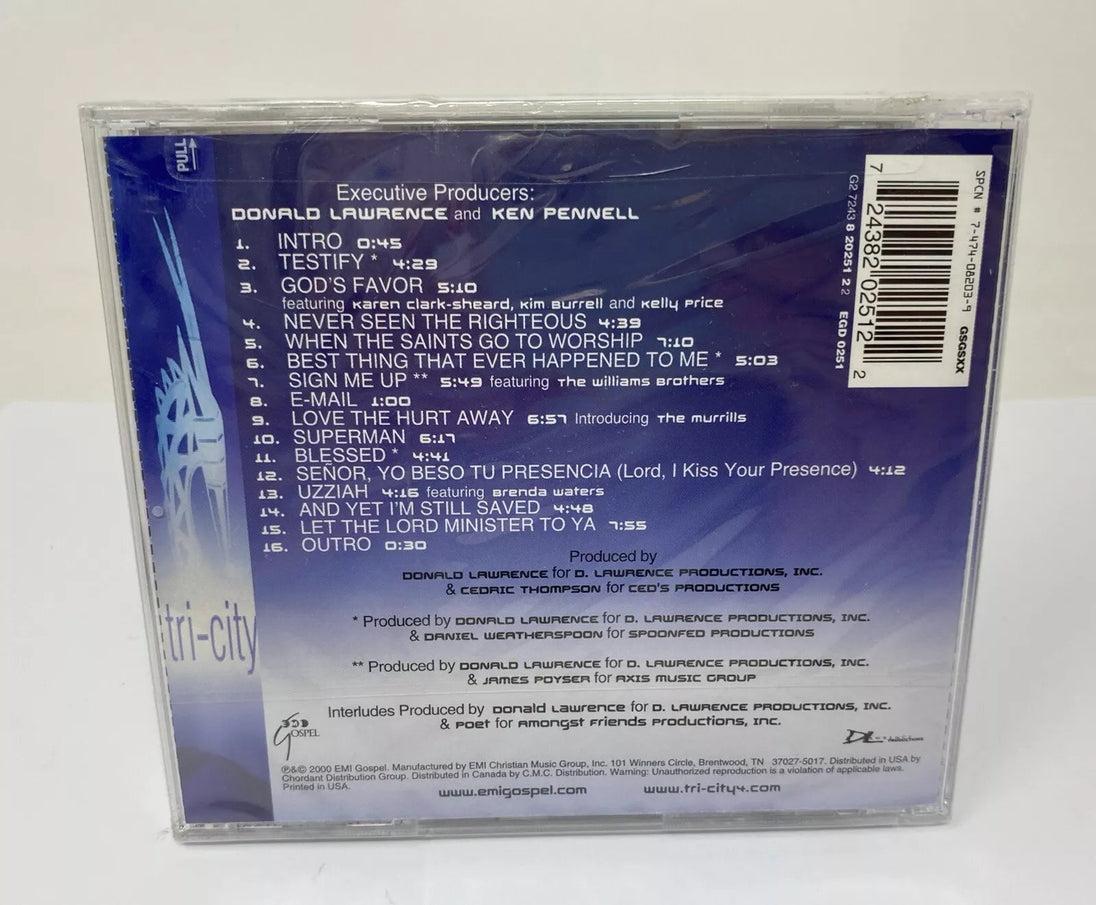 PULL
Executive Producers:
DONALD LAWRENCE and KEN PENNELL
1. INTRO 0:45
2. TESTIFY * 4:29
3. GOD'S FAVOR 5:10
featuring Karen Clark-Sheard, Kim Burrell and Kelly Price
4. NEVER SEEN THE RIGHTEOUS 4:39
5. WHEN THE SAINTS GO TO WORSHIP 7:10
6. BEST THING THAT EVER HAPPENED TO ME * 5:03
7. SIGN ME UP ** 5:49 featuring The Williams Brothers
8. E-MAIL 1:00
9. LOVE THE HURT AWAY 6:57 Introducing The Murrills
10. SUPERMAN 6:17
11. BLESSED * 4:41
12. SEÑOR, YO BESO TU PRESENCIA (Lord, I Kiss Your Presence) 4:12
13. UZZIAH 4:16 featuring Brenda Waters
14. AND YET I'M STILL SAVED 4:48
15. LET THE LORD MINISTER TO YA 7:55
16. OUTRO 0:30
Produced by
DONALD LAWRENCE for D. LAWRENCE PRODUCTIONS, INC.
& CEDRIC THOMPSON for CED'S PRODUCTIONS
* Produced by DONALD LAWRENCE for D. LAWRENCE PRODUCTIONS, INC.
& DANIEL WEATHERSPOON for SPOONFED PRODUCTIONS
** Produced by DONALD LAWRENCE for D. LAWRENCE PRODUCTIONS, INC.
& JAMES POYSER for AXIS MUSIC GROUP
Interludes Produced by Donald Lawrence for D. LAWRENCE PRODUCTIONS, INC.
& POET for Amongst Friends Productions, Inc.
GOSPEL
DL
℗&© 2000 EMI Gospel. Manufactured by EMI Christian Music Group, Inc. 101 Winners Circle, Brentwood, TN 37027-5017. Distributed in USA by
Chordant Distribution Group. Distributed in Canada by C.M.C. Distribution. Warning: Unauthorized reproduction is a violation of applicable laws.
Printed in USA.
www.emigospel.com www.tri-city4.com
tri-city
G2 7243 8 20251 2 2 EGD 0251
7 24382 02512 2
SPCN # 7-474-08203-9 GSGSXX